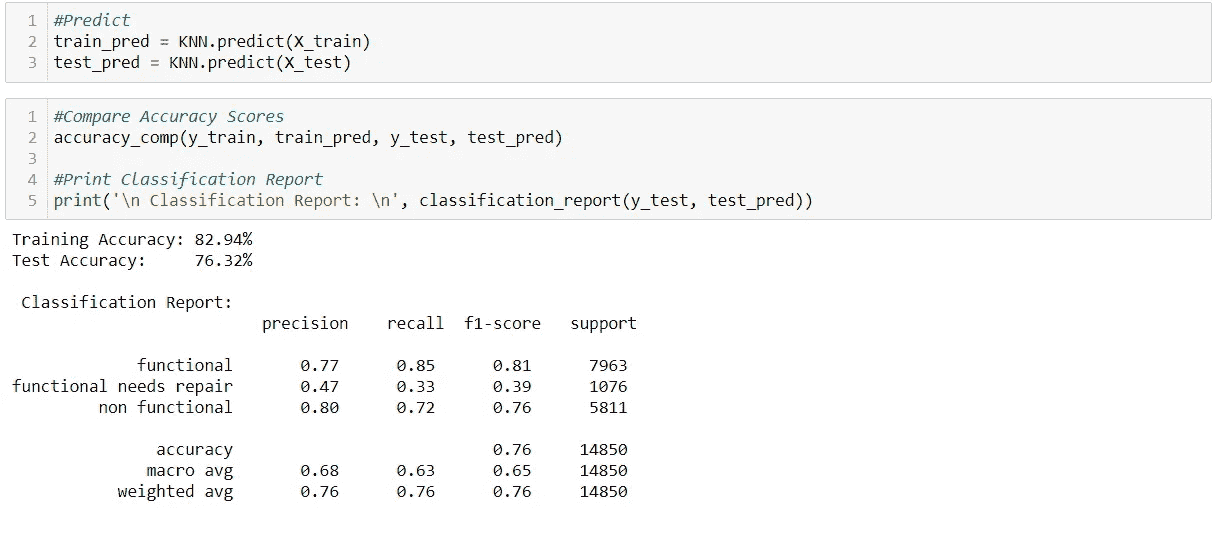 1 #Predict
2 train_pred = KNN.predict(X_train)
3 test_pred = KNN.predict(X_test)
1 #Compare Accuracy Scores
2 accuracy_comp(y_train, train_pred, y_test, test_pred)
3
4 #Print Classification Report
5 print('\n Classification Report: \n', classification_report(y_test, test_pred))
Training Accuracy: 82.94%
Test Accuracy: 76.32%
Classification Report:
precision recall f1-score support
functional 0.77 0.85 0.81 7963
functional needs repair 0.47 0.33 0.39 1076
non functional 0.80 0.72 0.76 5811
accuracy 0.76 14850
macro avg 0.68 0.63 0.65 14850
weighted avg 0.76 0.76 0.76 14850